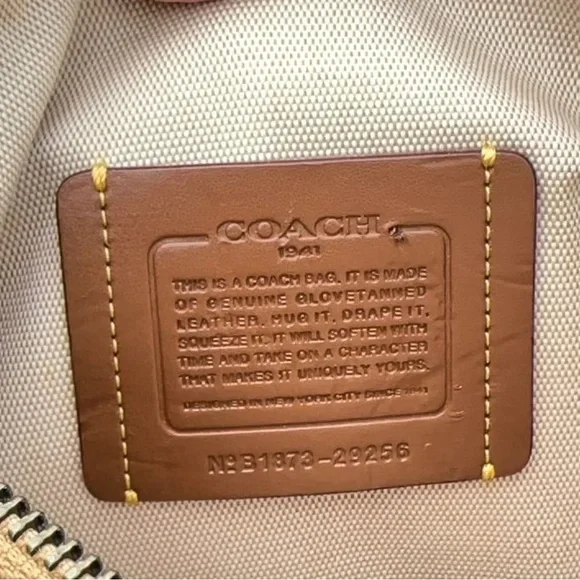 COACH
1941
THIS IS A COACH BAG. IT IS MADE
OF GENUINE GLOVETANNED
LEATHER. HUG IT. DRAPE IT.
SQUEEZE IT. IT WILL SOFTEN WITH
TIME AND TAKE ON A CHARACTER
THAT MAKES IT UNIQUELY YOURS.
DESIGNED IN NEW YORK CITY SINCE 1941
Nº B1873-29256